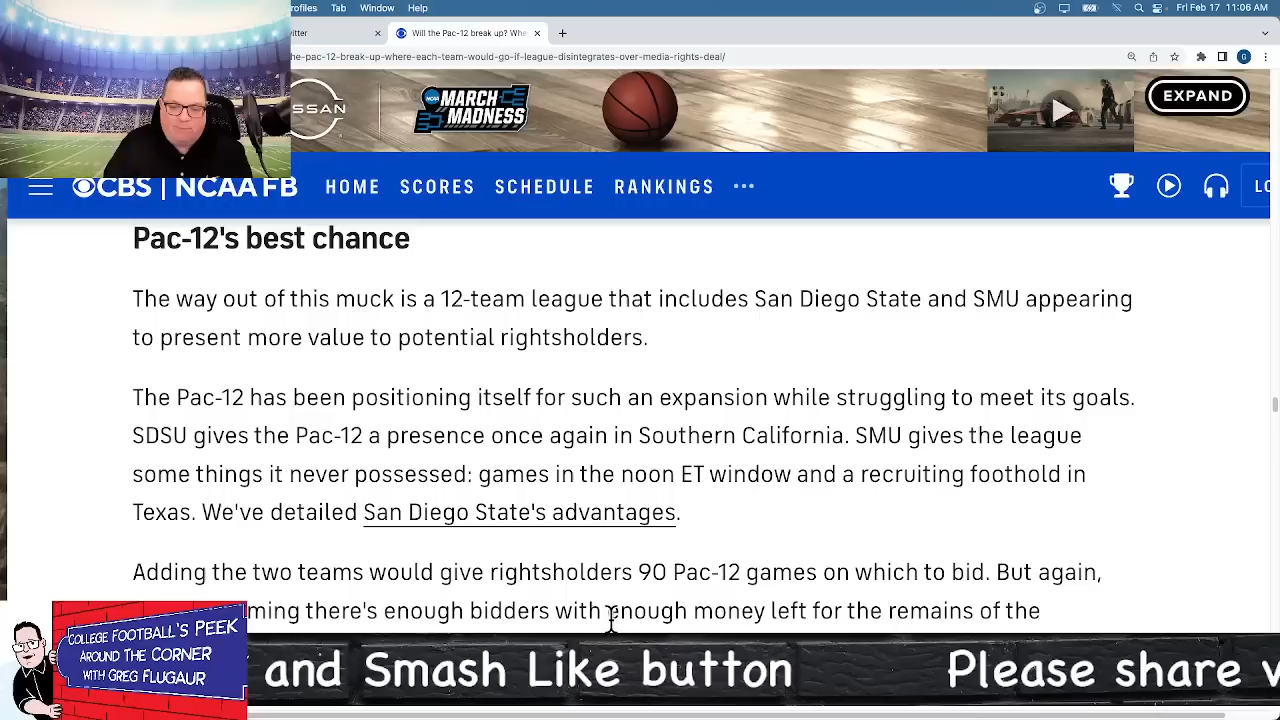 rofiles Tab Window Help Fri Feb 17 11:06 AM
itter Will the Pac-12 break up? Whe
he-pac-12-break-up-where-each-team-would-go-if-league-disintegrates-over-media-rights-deal/
NISSAN
NCAA
MARCH
MADNESS
EXPAND
CBS | NCAA FB HOME SCORES SCHEDULE RANKINGS ••• LO
Pac-12's best chance
The way out of this muck is a 12-team league that includes San Diego State and SMU appearing
to present more value to potential rightsholders.
The Pac-12 has been positioning itself for such an expansion while struggling to meet its goals.
SDSU gives the Pac-12 a presence once again in Southern California. SMU gives the league
some things it never possessed: games in the noon ET window and a recruiting foothold in
Texas. We've detailed San Diego State's advantages.
Adding the two teams would give rightsholders 90 Pac-12 games on which to bid. But again,
ming there's enough bidders with enough money left for the remains of the
COLLEGE FOOTBALL'S PEEK
AROUND THE CORNER
WITH GREG FLUGAUR
and Smash Like button Please share v